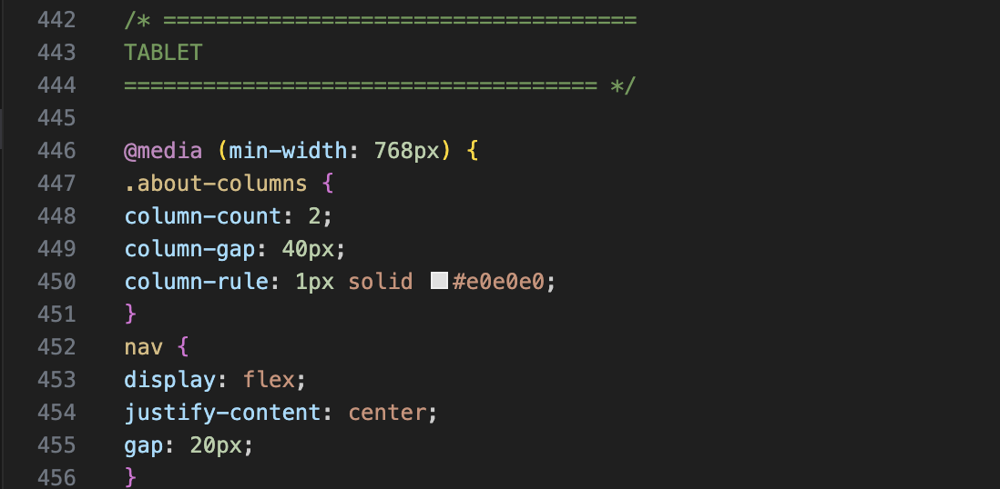 442 /* ====================================
443 TABLET
444 ==================================== */
445
446 @media (min-width: 768px) {
447 .about-columns {
448 column-count: 2;
449 column-gap: 40px;
450 column-rule: 1px solid #e0e0e0;
451 }
452 nav {
453 display: flex;
454 justify-content: center;
455 gap: 20px;
456 }